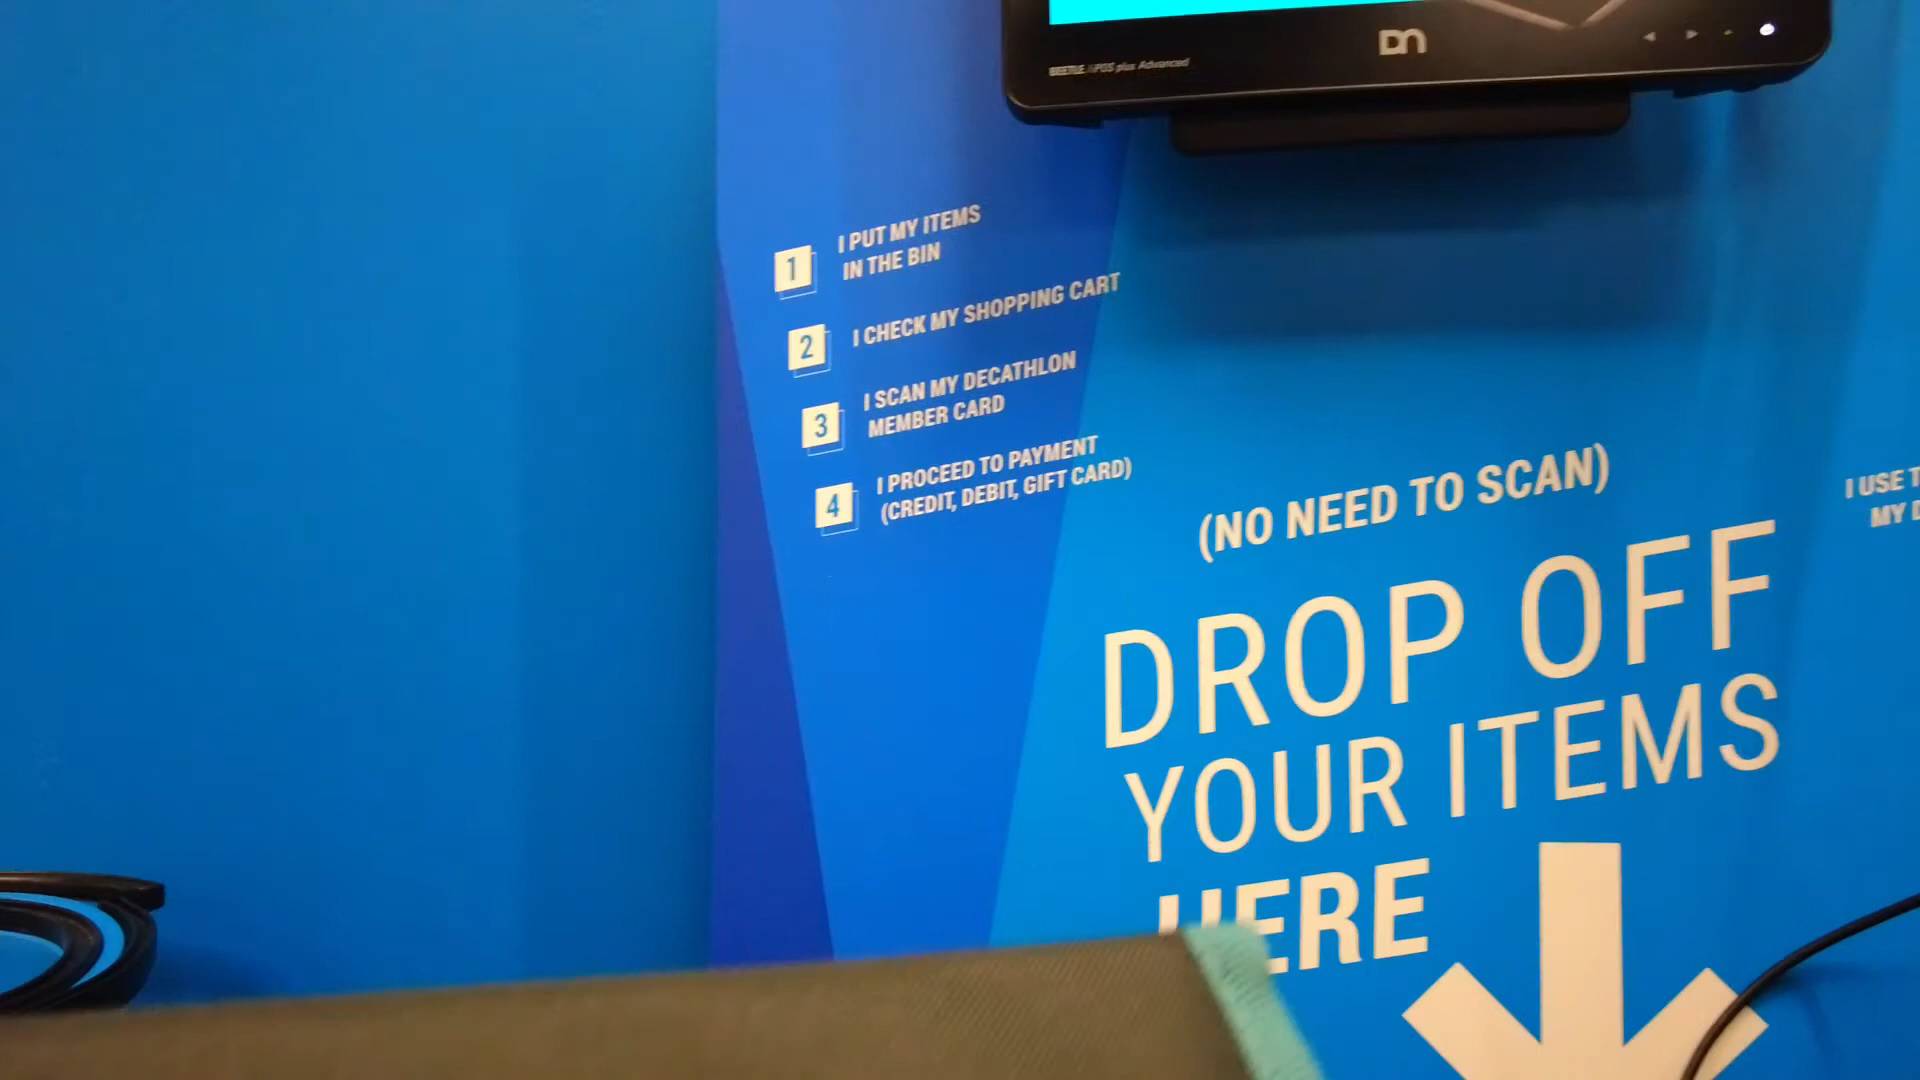 DN
BEETLE /iPOS plus Advanced
1
I PUT MY ITEMS
IN THE BIN
2
I CHECK MY SHOPPING CART
3
I SCAN MY DECATHLON
MEMBER CARD
4
I PROCEED TO PAYMENT
(CREDIT, DEBIT, GIFT CARD)
(NO NEED TO SCAN)
DROP OFF
YOUR ITEMS
HERE
I USE
MY